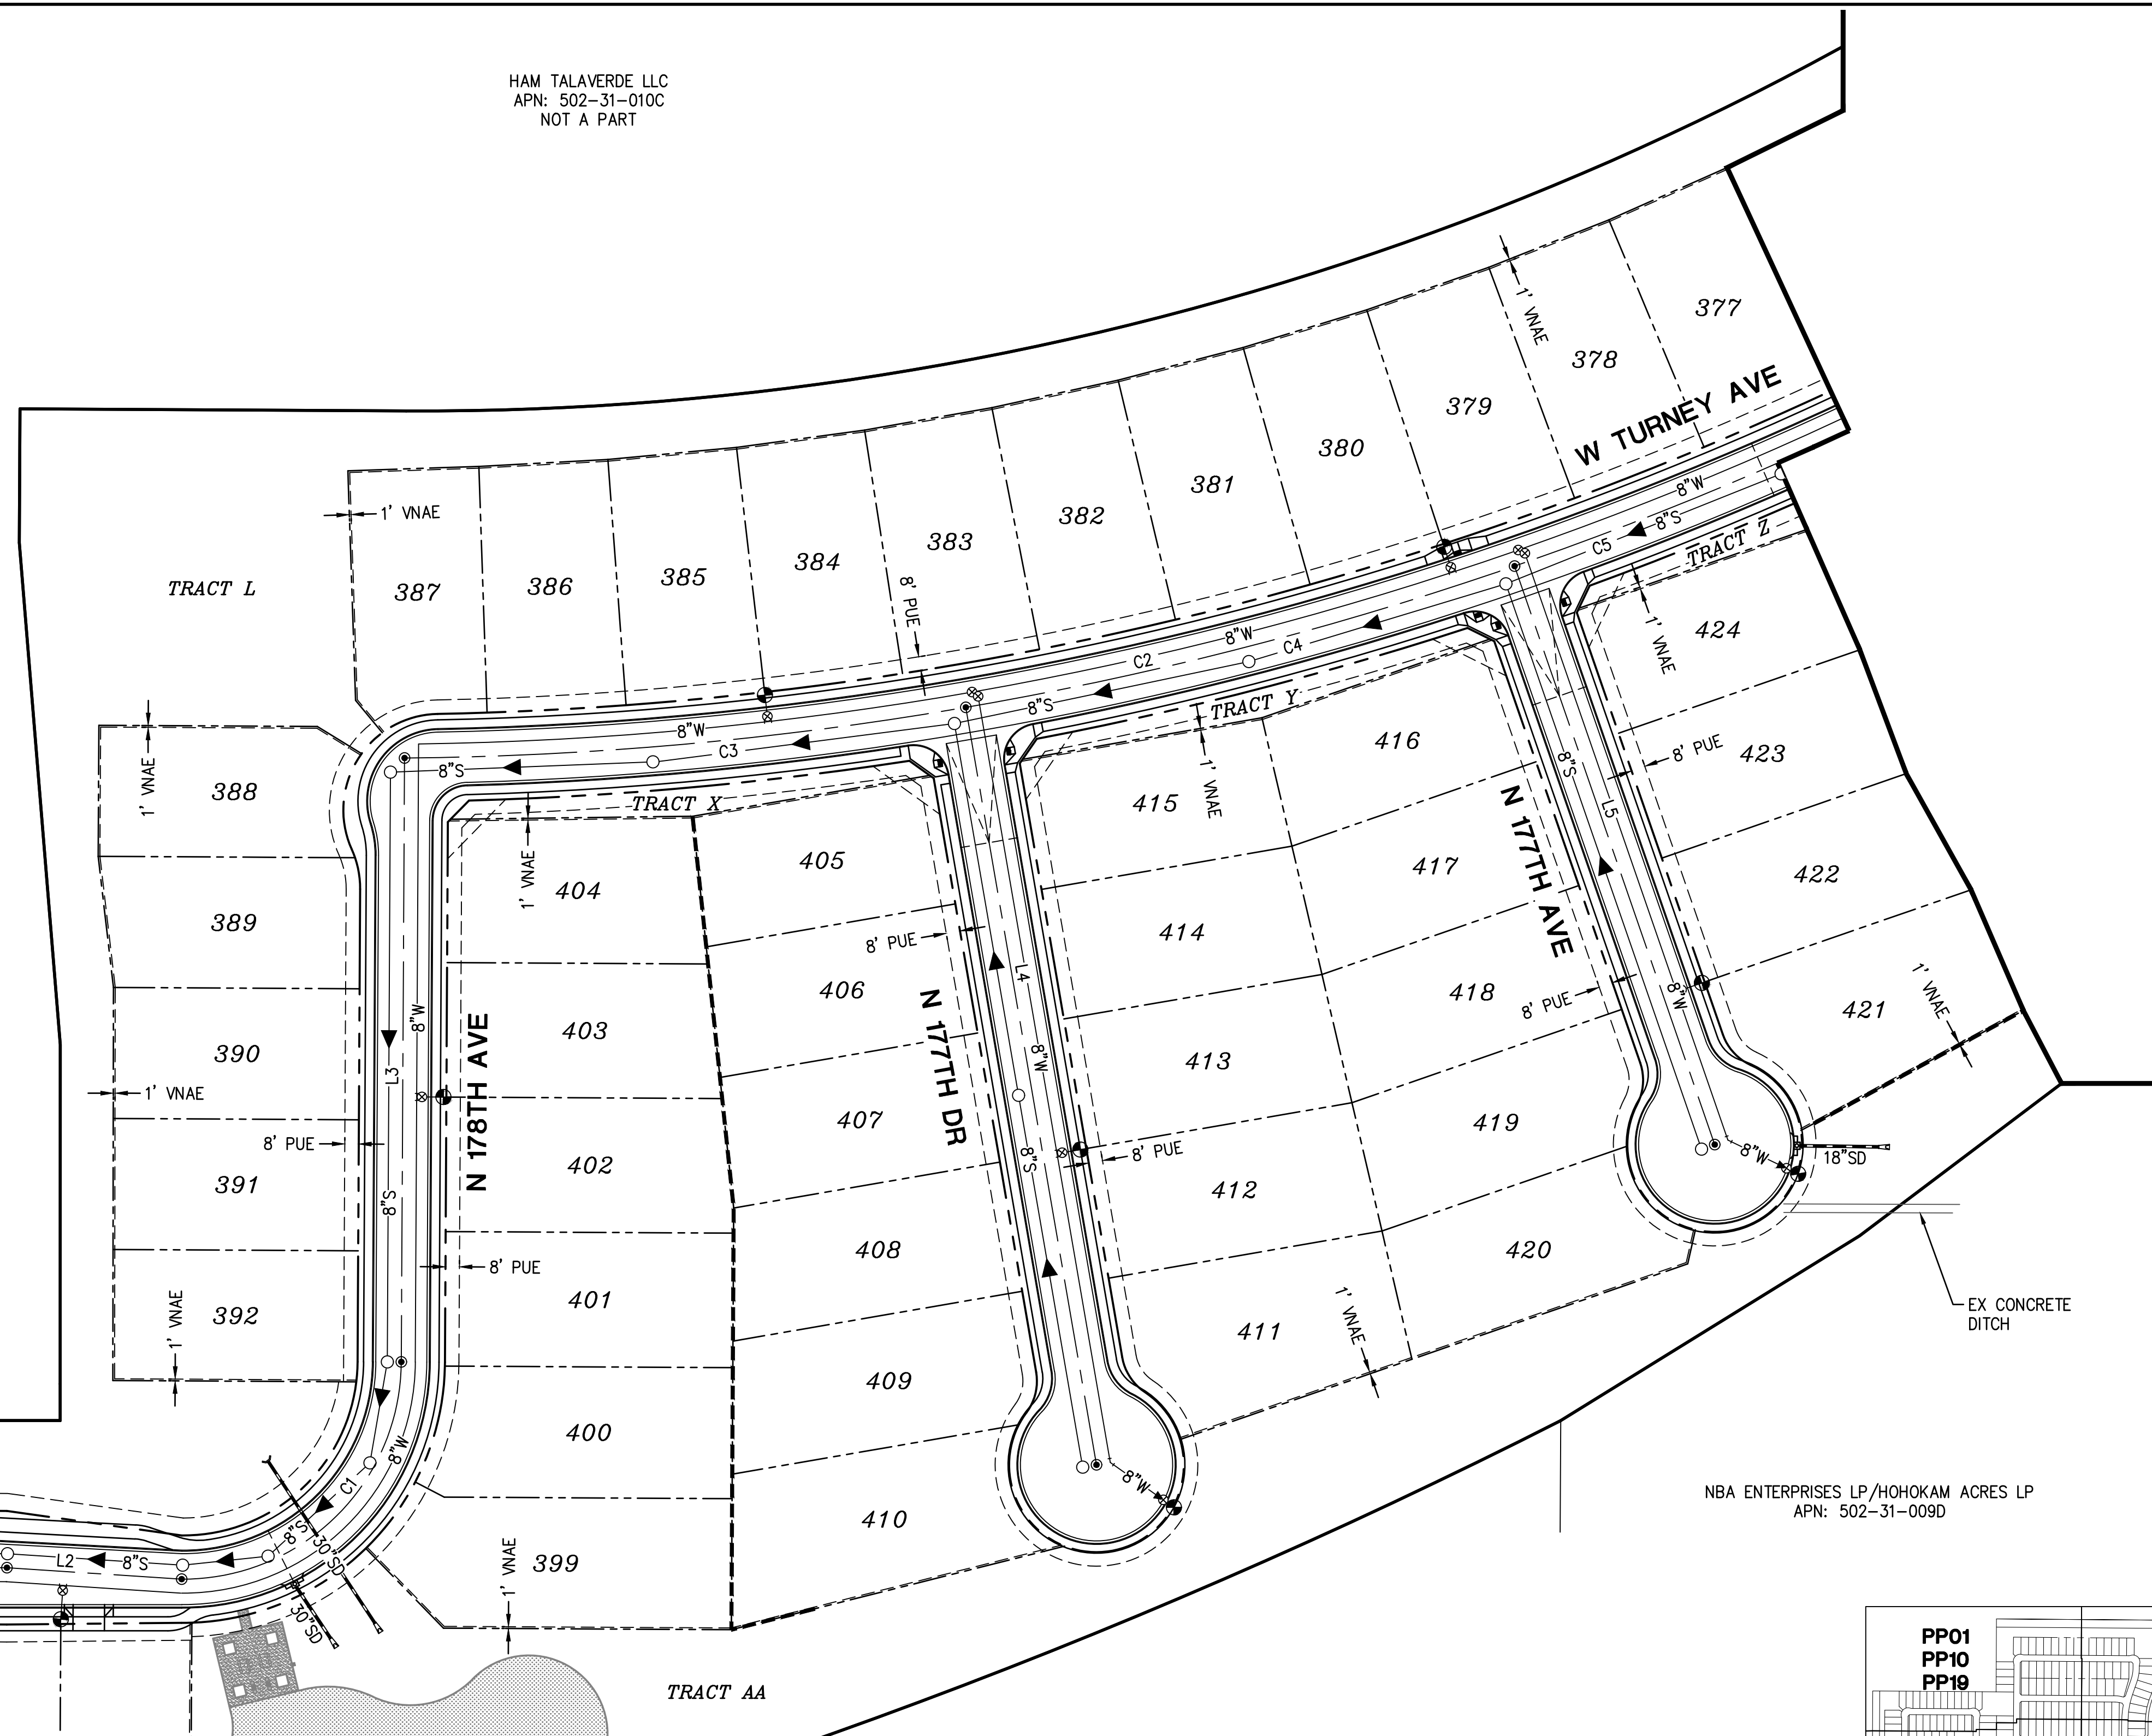 HAM TALAVERDE LLC
APN: 502-31-010C
NOT A PART
377
1' VNAE
378
W TURNEY AVE
379
380
381
382
383
384
385
386
387
1' VNAE
TRACT L
8' PUE
8"W
8"S
C5
TRACT Z
1' VNAE
424
8"W
C2
C4
8"S
TRACT Y
8"W
C3
8"S
TRACT X
1' VNAE
388
1' VNAE
404
405
415
1' VNAE
416
8"S
L5
8' PUE
423
389
417
N 177TH AVE
422
8' PUE
414
L4
406
N 177TH DR
418
8' PUE
8"W
421
1' VNAE
390
1' VNAE
L3
8"W
N 178TH AVE
403
8"W
413
407
419
8' PUE
391
402
8"S
8' PUE
8"S
412
8"W
18"SD
8' PUE
401
408
420
EX CONCRETE
DITCH
392
1' VNAE
411
1' VNAE
409
400
8"W
C1
8"S
30"SD
30"SD
L2
8"S
8"W
410
399
1' VNAE
NBA ENTERPRISES LP/HOHOKAM ACRES LP
APN: 502-31-009D
TRACT AA
PP01
PP10
PP19